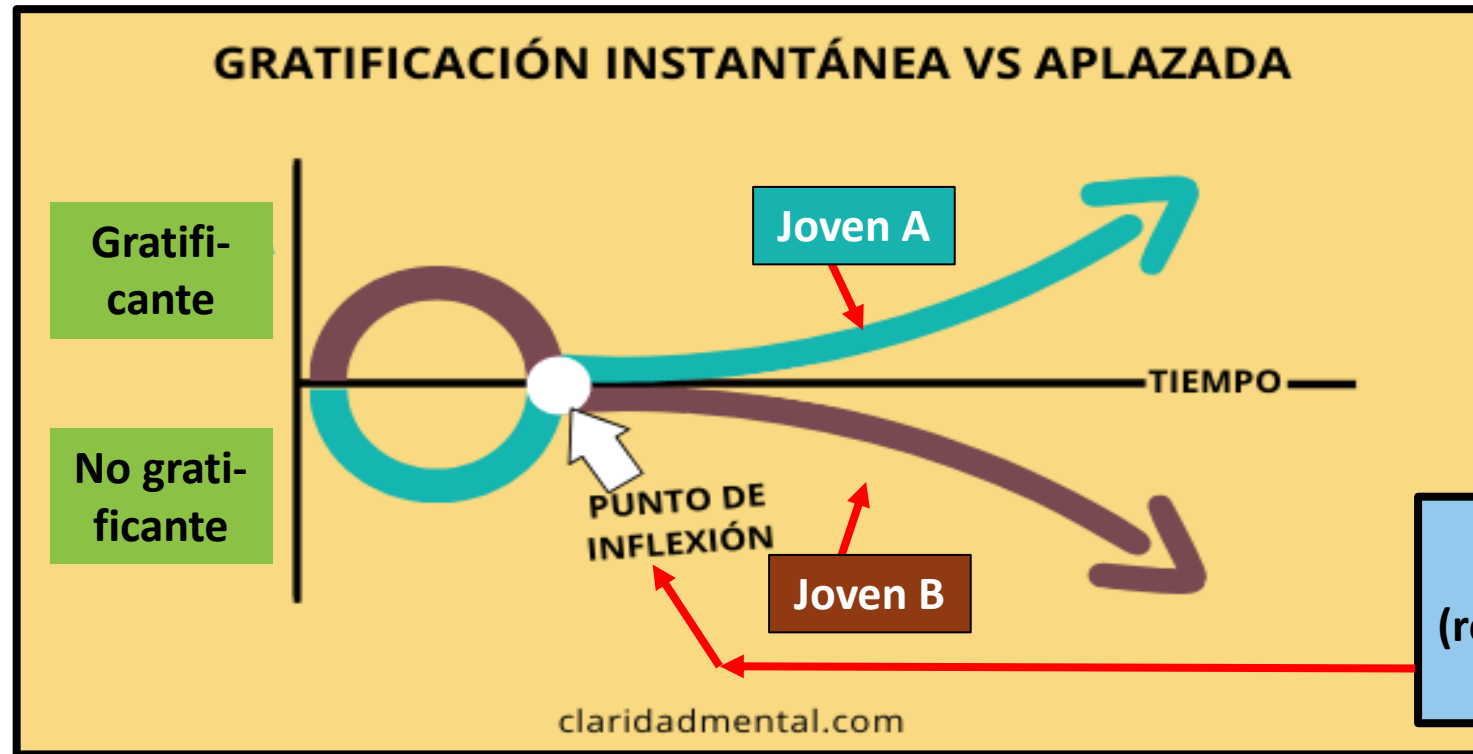 GRATIFICACIÓN INSTANTÁNEA VS APLAZADA
Gratifi-
cante
Joven A
TIEMPO
No grati-
ficante
PUNTO DE
INFLEXIÓN
Joven B
claridadmental.com